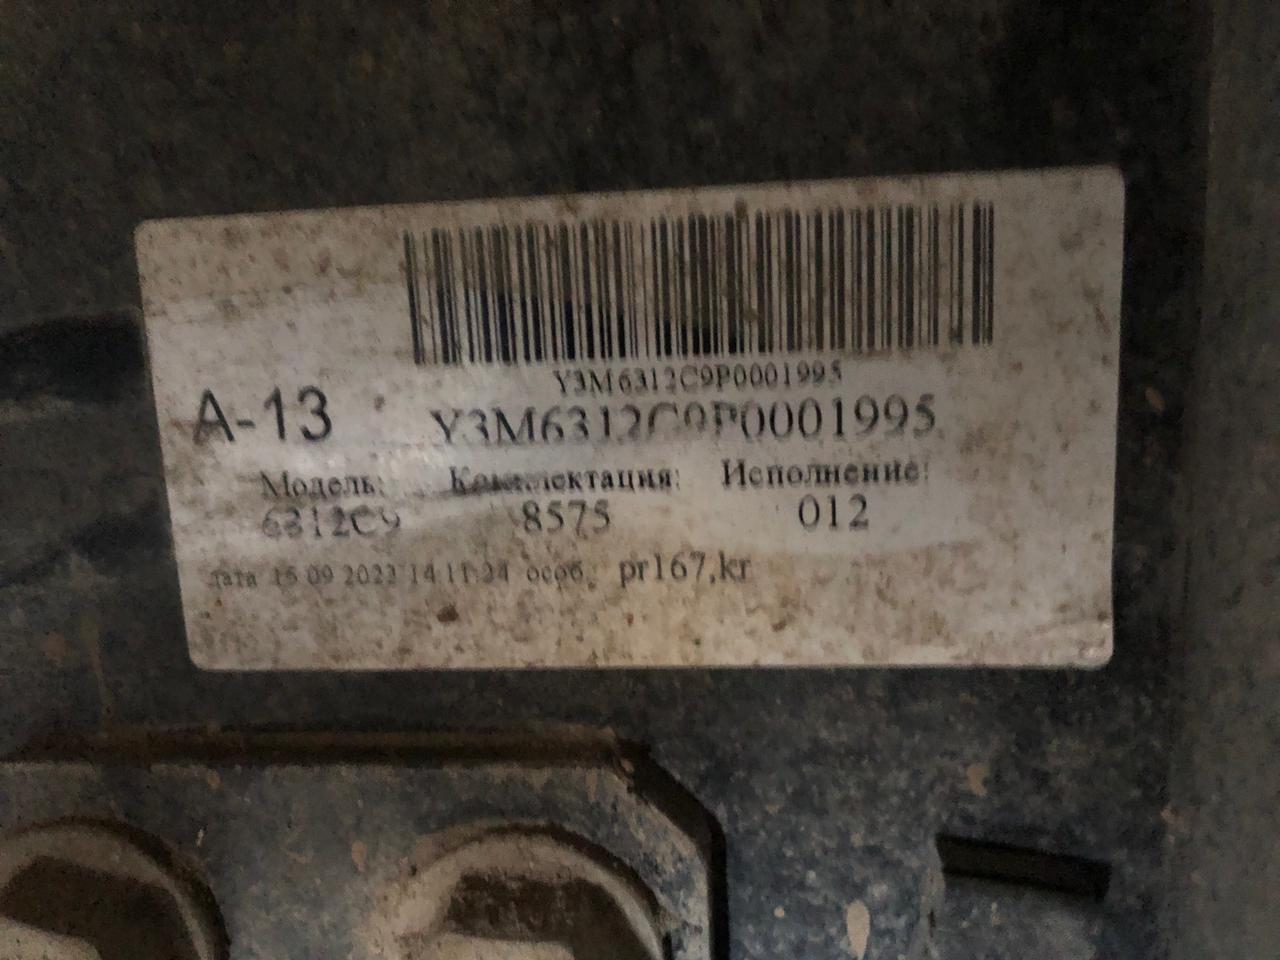 Y3M6312C9P0001995
A-13 Y3M6312C9P0001995
Модель: Комплектация: Исполнение:
6312C9 8575 012
дата 15 09 2022 14 11 24 особ.: pr167,kr